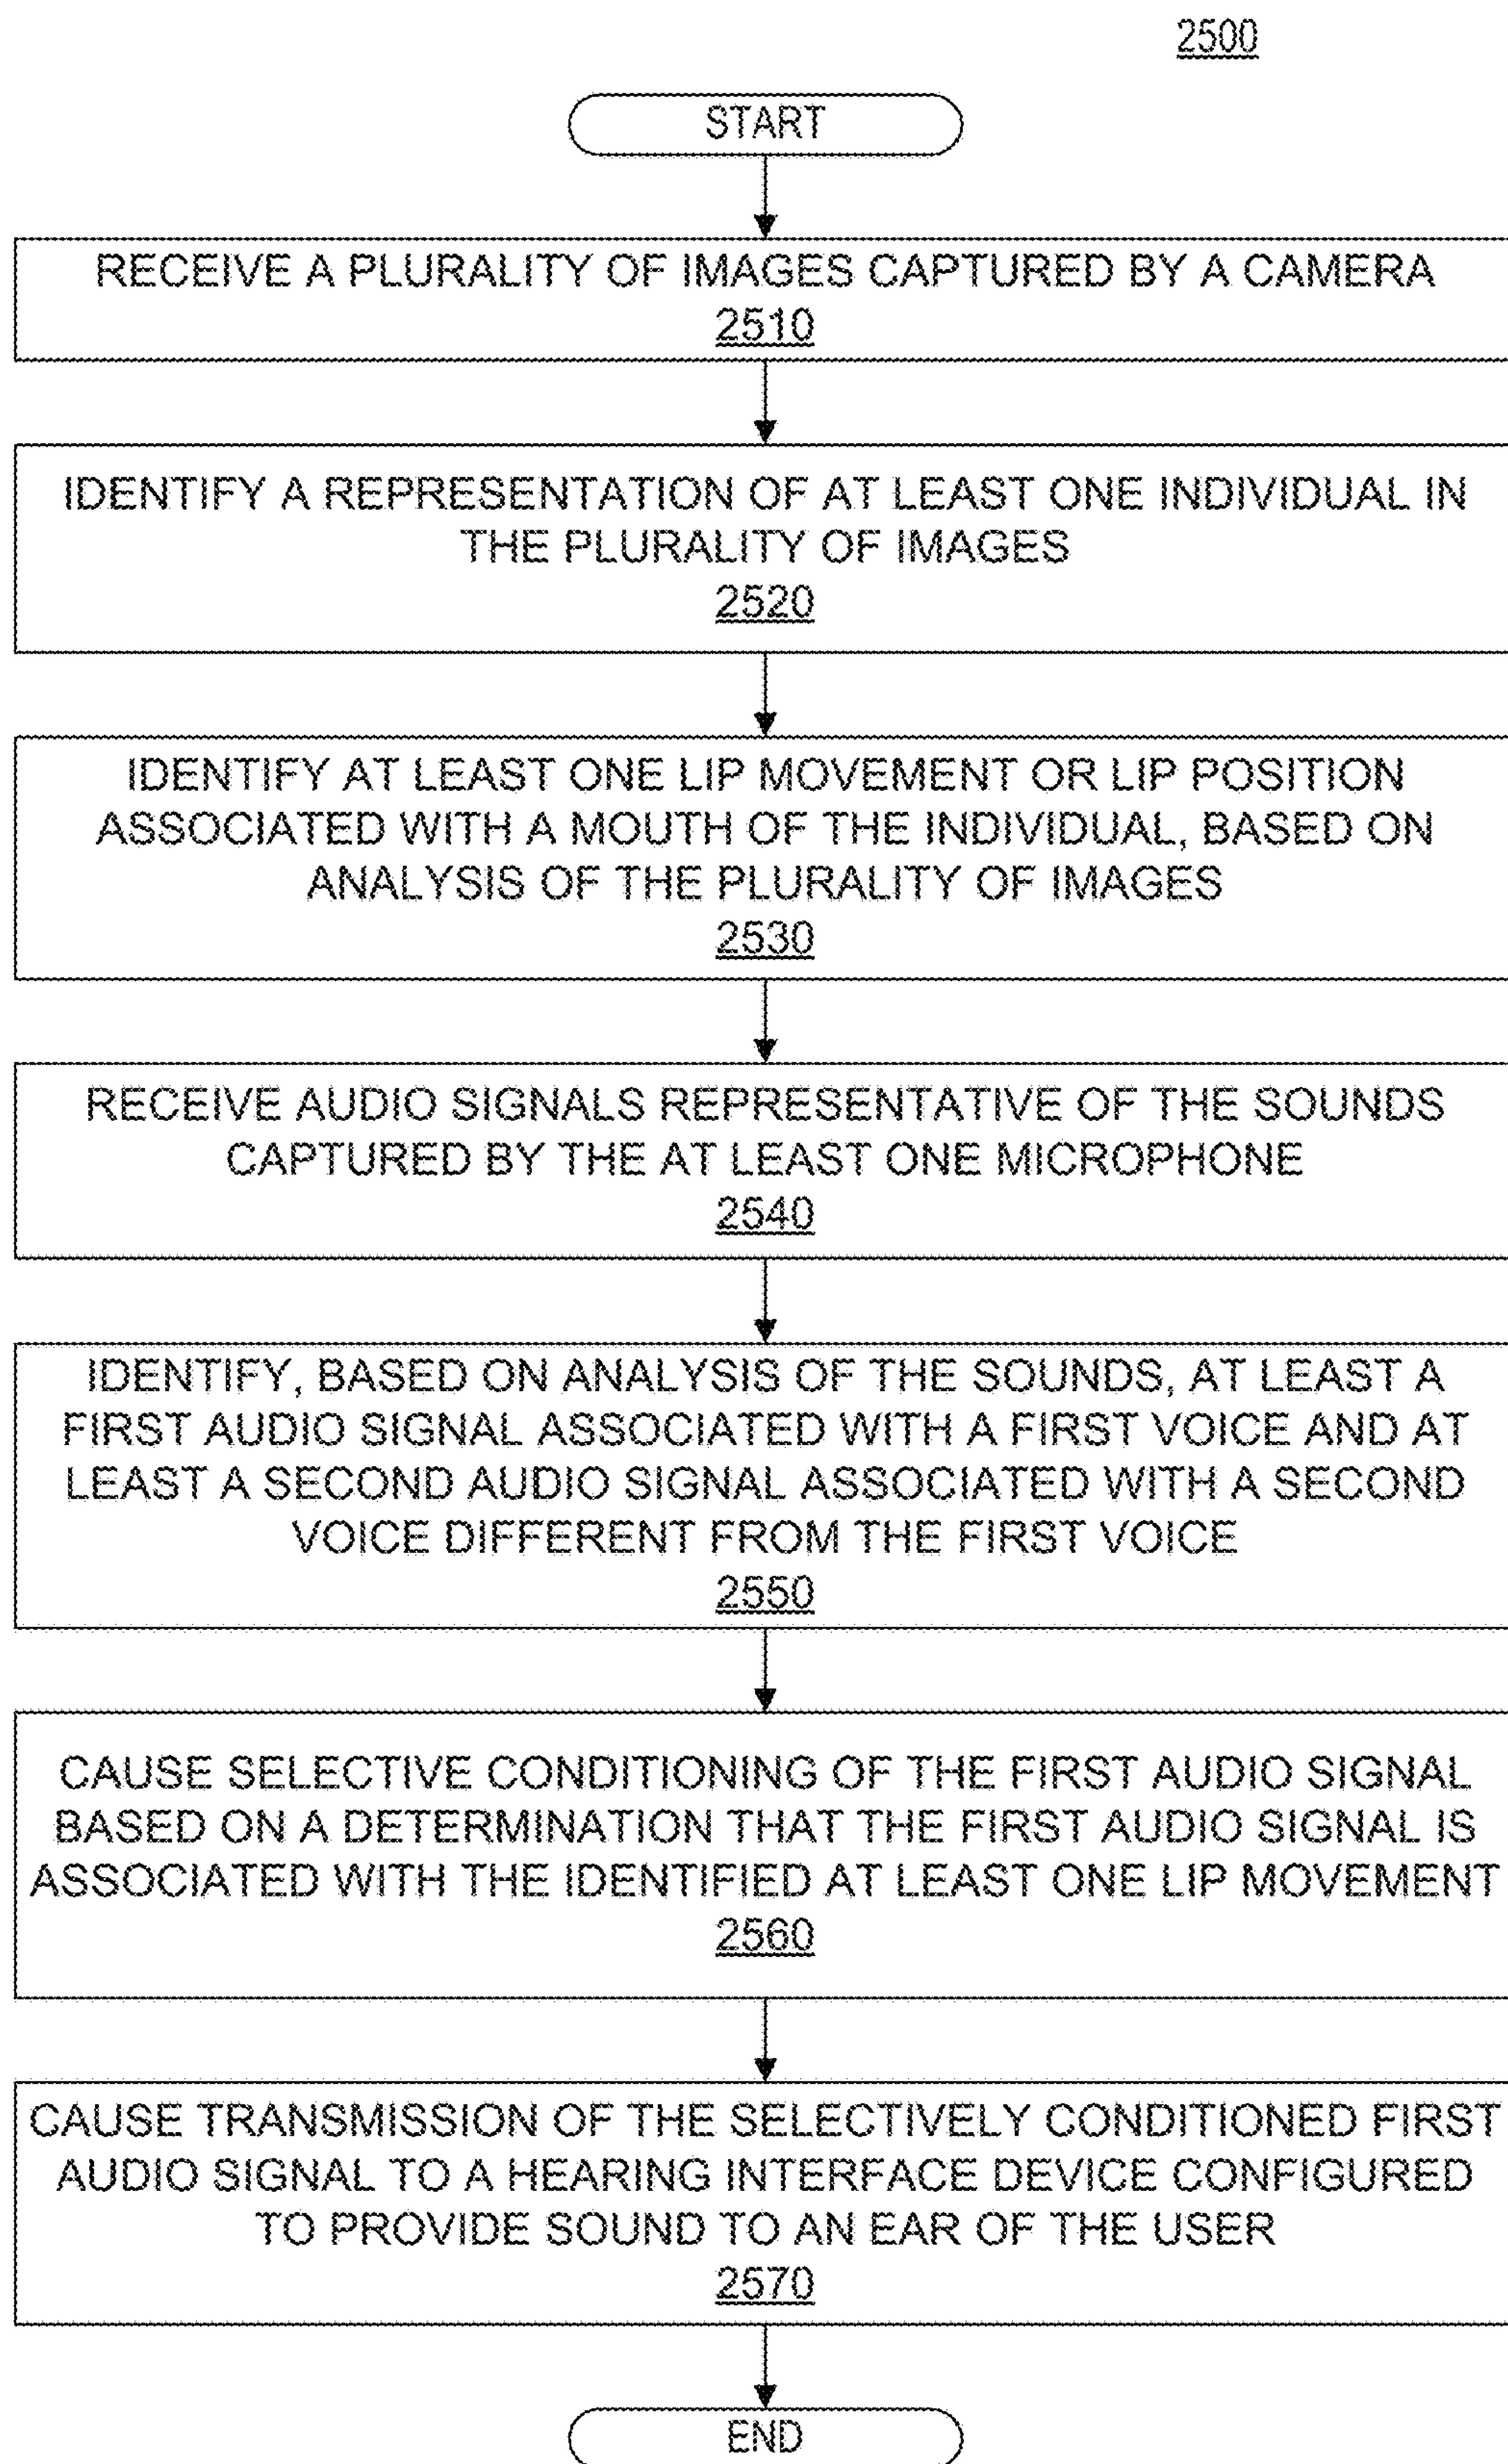 2500
START
RECEIVE A PLURALITY OF IMAGES CAPTURED BY A CAMERA
2510
IDENTIFY A REPRESENTATION OF AT LEAST ONE INDIVIDUAL IN
THE PLURALITY OF IMAGES
2520
IDENTIFY AT LEAST ONE LIP MOVEMENT OR LIP POSITION
ASSOCIATED WITH A MOUTH OF THE INDIVIDUAL, BASED ON
ANALYSIS OF THE PLURALITY OF IMAGES
2530
RECEIVE AUDIO SIGNALS REPRESENTATIVE OF THE SOUNDS
CAPTURED BY THE AT LEAST ONE MICROPHONE
2540
IDENTIFY, BASED ON ANALYSIS OF THE SOUNDS, AT LEAST A
FIRST AUDIO SIGNAL ASSOCIATED WITH A FIRST VOICE AND AT
LEAST A SECOND AUDIO SIGNAL ASSOCIATED WITH A SECOND
VOICE DIFFERENT FROM THE FIRST VOICE
2550
CAUSE SELECTIVE CONDITIONING OF THE FIRST AUDIO SIGNAL
BASED ON A DETERMINATION THAT THE FIRST AUDIO SIGNAL IS
ASSOCIATED WITH THE IDENTIFIED AT LEAST ONE LIP MOVEMENT
2560
CAUSE TRANSMISSION OF THE SELECTIVELY CONDITIONED FIRST
AUDIO SIGNAL TO A HEARING INTERFACE DEVICE CONFIGURED
TO PROVIDE SOUND TO AN EAR OF THE USER
2570
END